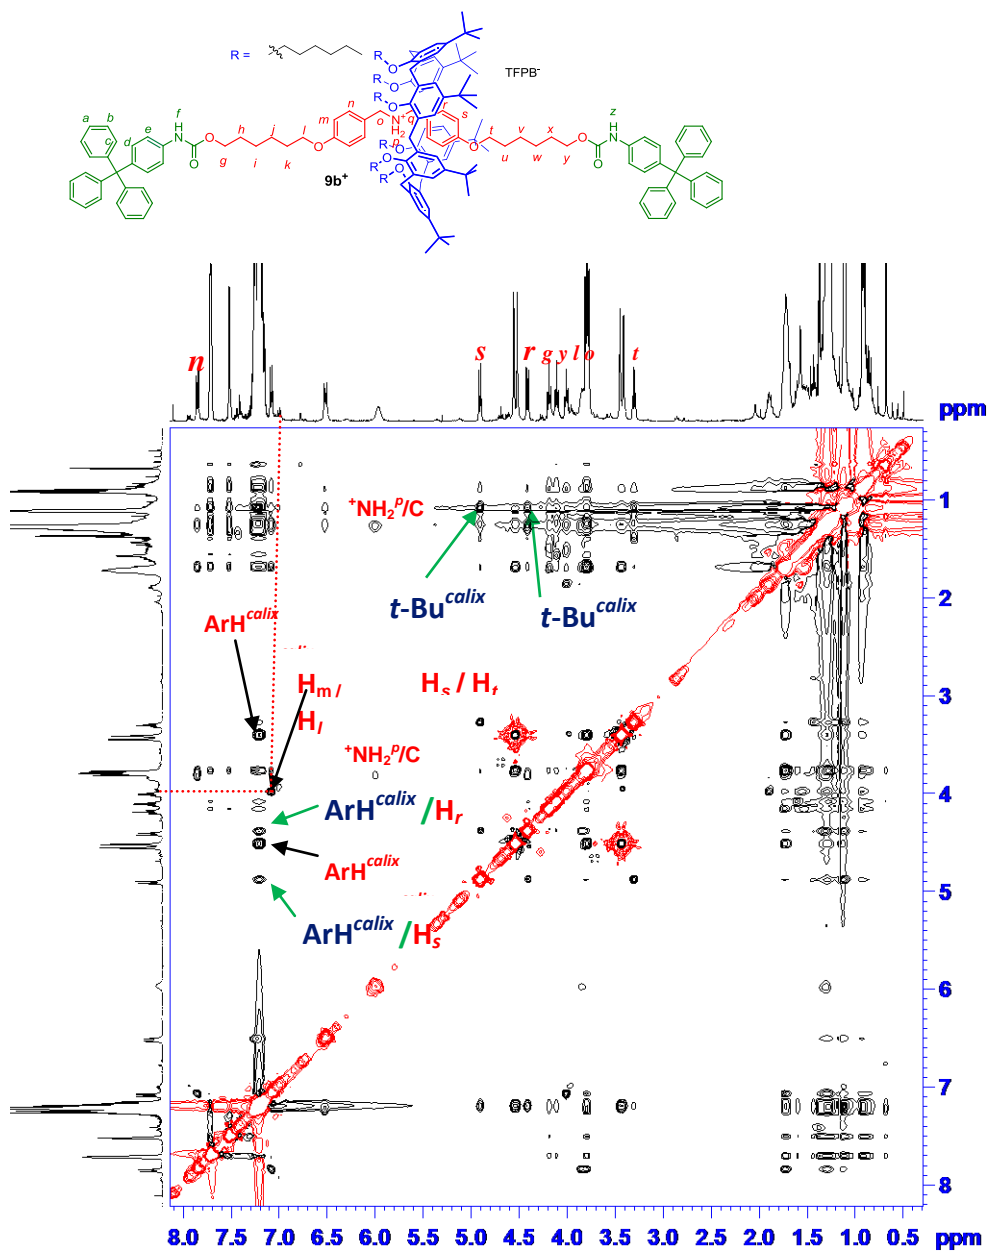 R =
R
R
R
R
R
O
O
O
O
O
TFPB⁻
a
b
c
d
e
f
H
N
O
O
g
h
i
j
k
l
O
m
n
o
N⁺
H₂
p
q
r
s
O
t
u
v
w
x
y
O
O
z
H
N
9b⁺
n
s
r
g y l o
t
ppm
⁺NH₂ᵖ/C
t-Buᶜᵃˡⁱˣ
t-Buᶜᵃˡⁱˣ
ArHᶜᵃˡⁱˣ
Hₘ /
Hₗ
Hₛ / Hₜ
⁺NH₂ᵖ/C
ArHᶜᵃˡⁱˣ /Hᵣ
ArHᶜᵃˡⁱˣ
ArHᶜᵃˡⁱˣ /Hₛ
1
2
3
4
5
6
7
8
8.0 7.5 7.0 6.5 6.0 5.5 5.0 4.5 4.0 3.5 3.0 2.5 2.0 1.5 1.0 0.5 ppm